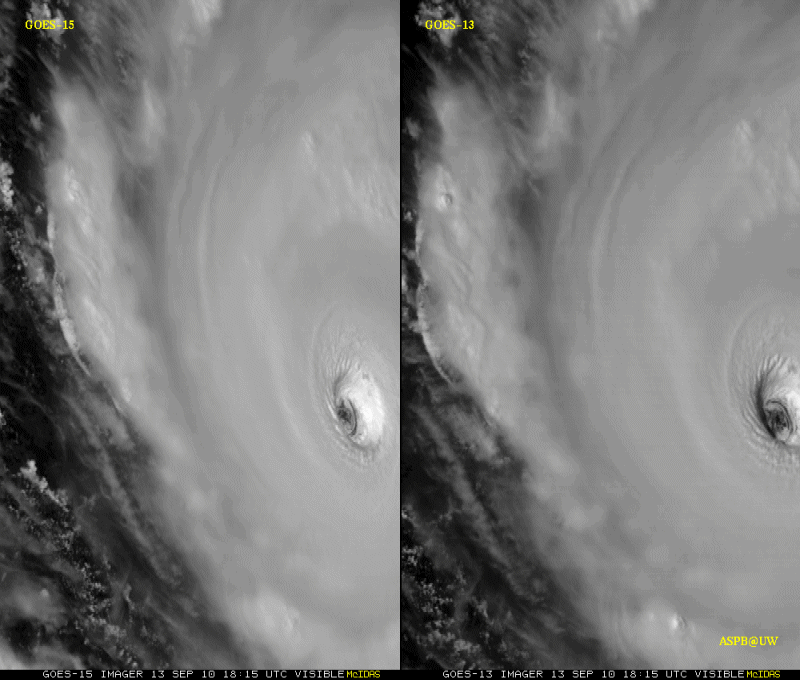 GOES-15
GOES-13
ASPB@UW
GOES-15 IMAGER 13 SEP 10 18:15 UTC VISIBLE McIDAS
GOES-13 IMAGER 13 SEP 10 18:15 UTC VISIBLE McIDAS